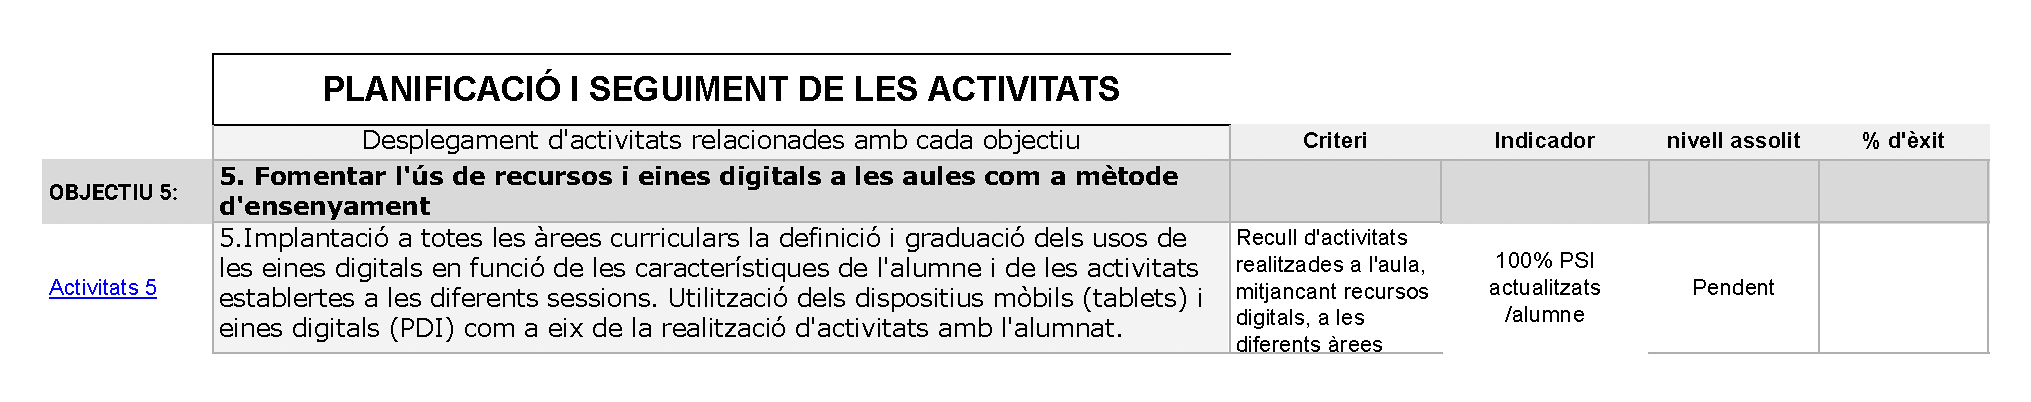 PLANIFICACIÓ I SEGUIMENT DE LES ACTIVITATS
Desplegament d'activitats relacionades amb cada objectiu
Criteri
Indicador
nivell assolit
% d'èxit
OBJECTIU 5:
5. Fomentar l'ús de recursos i eines digitals a les aules com a mètode
d'ensenyament
Activitats 5
5.Implantació a totes les àrees curriculars la definició i graduació dels usos de
les eines digitals en funció de les característiques de l'alumne i de les activitats
establertes a les diferents sessions. Utilització dels dispositius mòbils (tablets) i
eines digitals (PDI) com a eix de la realització d'activitats amb l'alumnat.
Recull d'activitats
realitzades a l'aula,
mitjancant recursos
digitals, a les
diferents àrees
100% PSI
actualitzats
/alumne
Pendent